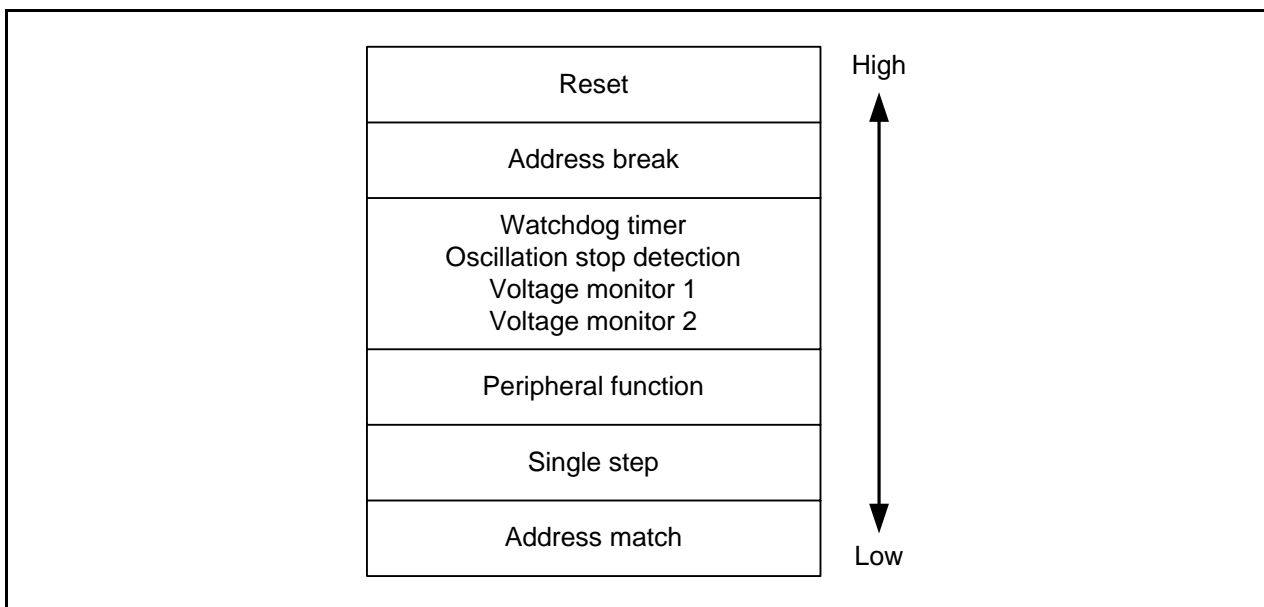 Reset
High
Address break
Watchdog timer
Oscillation stop detection
Voltage monitor 1
Voltage monitor 2
Peripheral function
Single step
Address match
Low